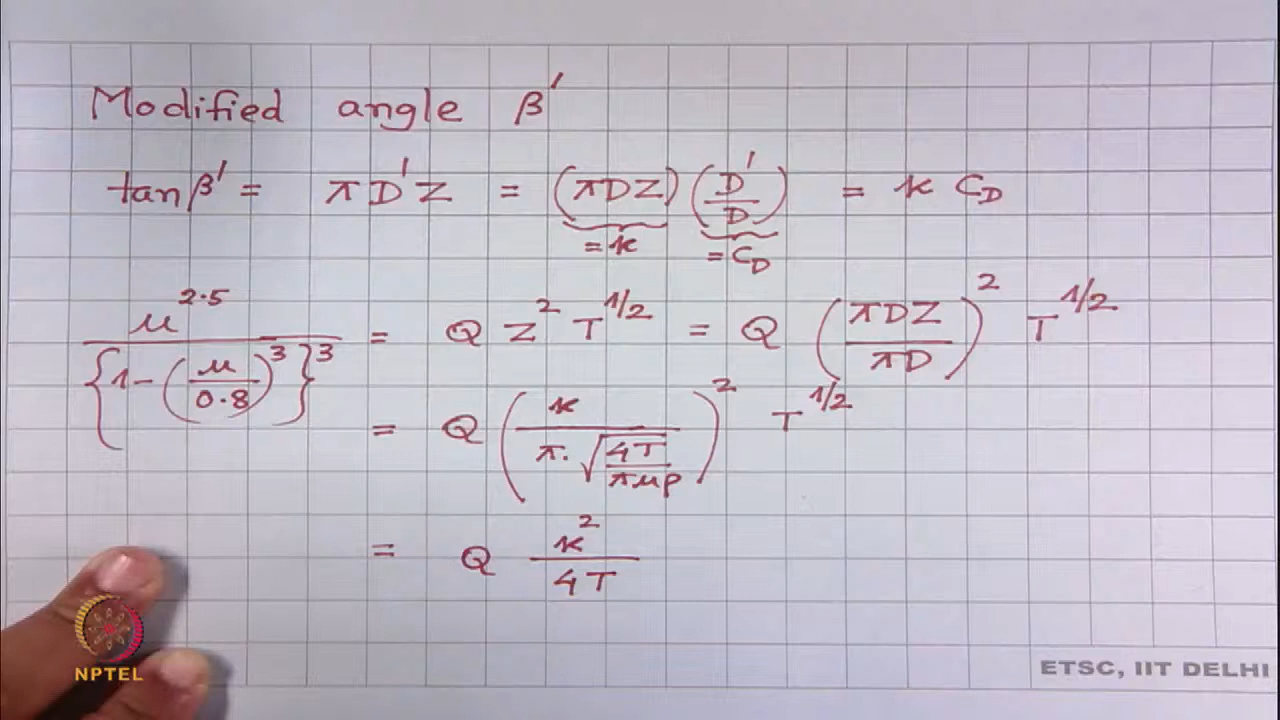 Modified angle β'
tan β' = π D' Z = (π D Z) (D'/D) = K C_D
= K = C_D
μ^2.5 / {1 - (μ/0.8)^3}^3 = Q Z^2 T^1/2 = Q (πDZ / πD)^2 T^1/2
= Q (K / π.√(4T/πμρ))^2 T^1/2
= Q K^2 / 4T
NPTEL
ETSC, IIT DELHI